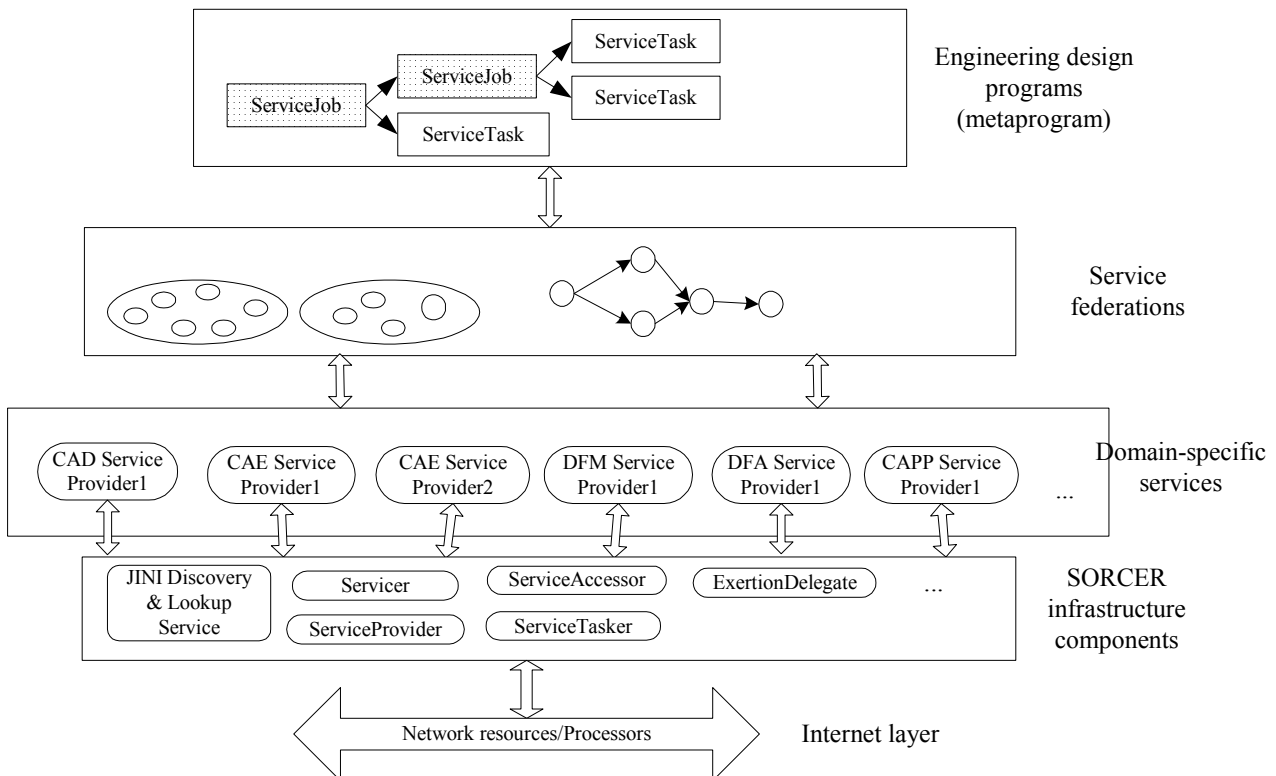 ServiceTask
ServiceJob
ServiceTask
ServiceJob
ServiceTask
Engineering design
programs
(metaprogram)
Service
federations
CAD Service
Provider1
CAE Service
Provider1
CAE Service
Provider2
DFM Service
Provider1
DFA Service
Provider1
CAPP Service
Provider1
...
Domain-specific
services
JINI Discovery
& Lookup
Service
Servicer
ServiceProvider
ServiceAccessor
ServiceTasker
ExertionDelegate
...
SORCER
infrastructure
components
Network resources/Processors
Internet layer